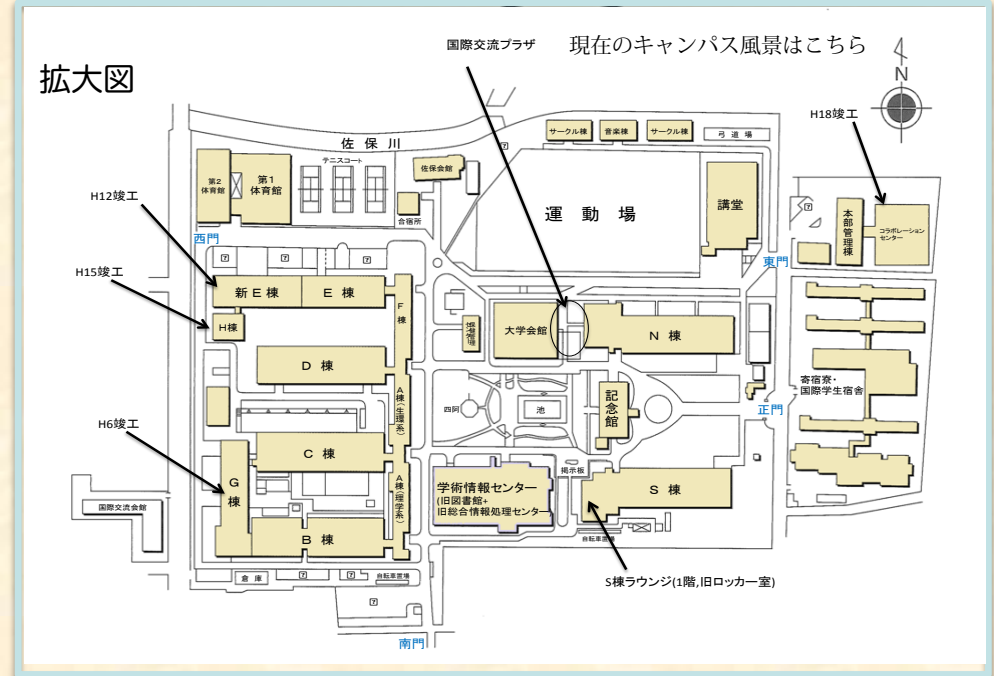 国際交流プラザ
現在のキャンパス風景はこちら
拡大図
N
H18竣工
佐保川
サークル棟
音楽棟
サークル棟
弓道場
テニスコート
第2
体育館
第1
体育館
佐保会館
合宿所
運動場
講堂
本部管理棟
コラボレーション
センター
H12竣工
西門
東門
H15竣工
新E棟
E棟
F棟
H棟
大学会館
N棟
D棟
A棟(生理系)
四阿
池
記念館
正門
寄宿寮・
国際学生宿舎
H6竣工
C棟
G棟
A棟(理学系)
掲示板
学術情報センター
(旧図書館+
旧総合情報処理センター)
S棟
国際交流会館
B棟
自転車置場
倉庫
自転車置場
S棟ラウンジ(1階,旧ロッカー室)
南門